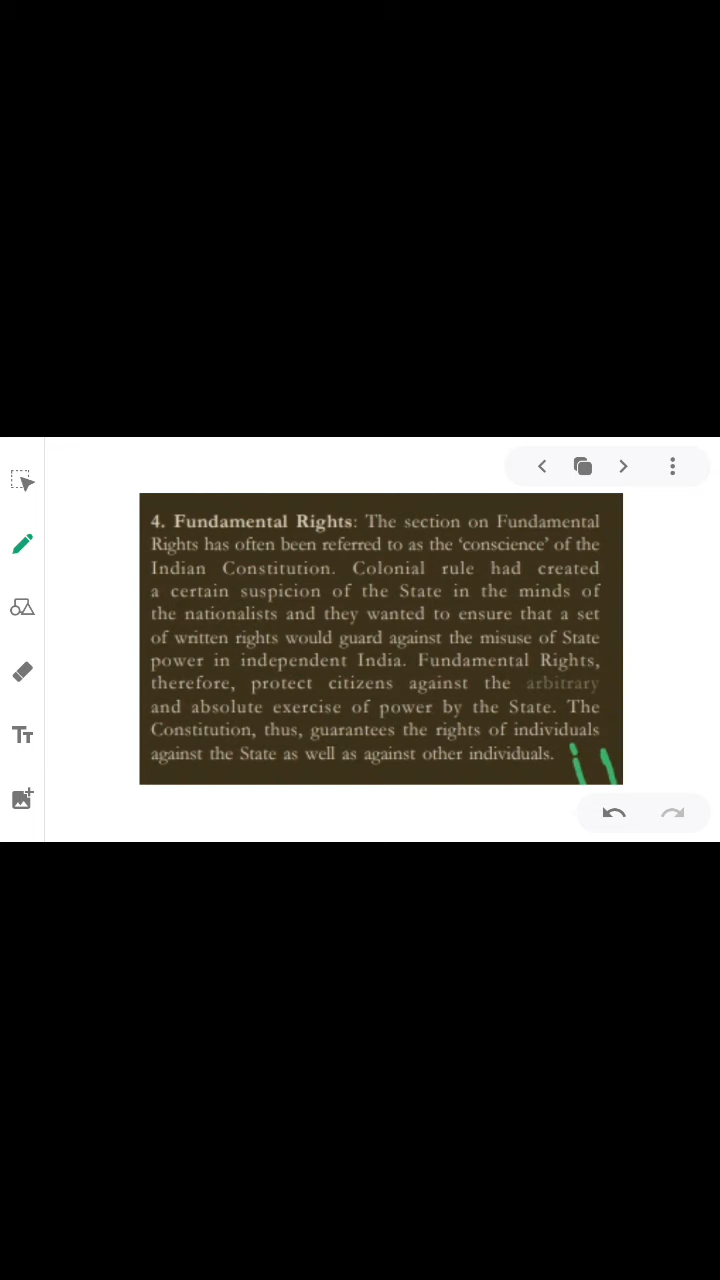 4. Fundamental Rights: The section on Fundamental
Rights has often been referred to as the ‘conscience’ of the
Indian Constitution. Colonial rule had created
a certain suspicion of the State in the minds of
the nationalists and they wanted to ensure that a set
of written rights would guard against the misuse of State
power in independent India. Fundamental Rights,
therefore, protect citizens against the arbitrary
and absolute exercise of power by the State. The
Constitution, thus, guarantees the rights of individuals
against the State as well as against other individuals.